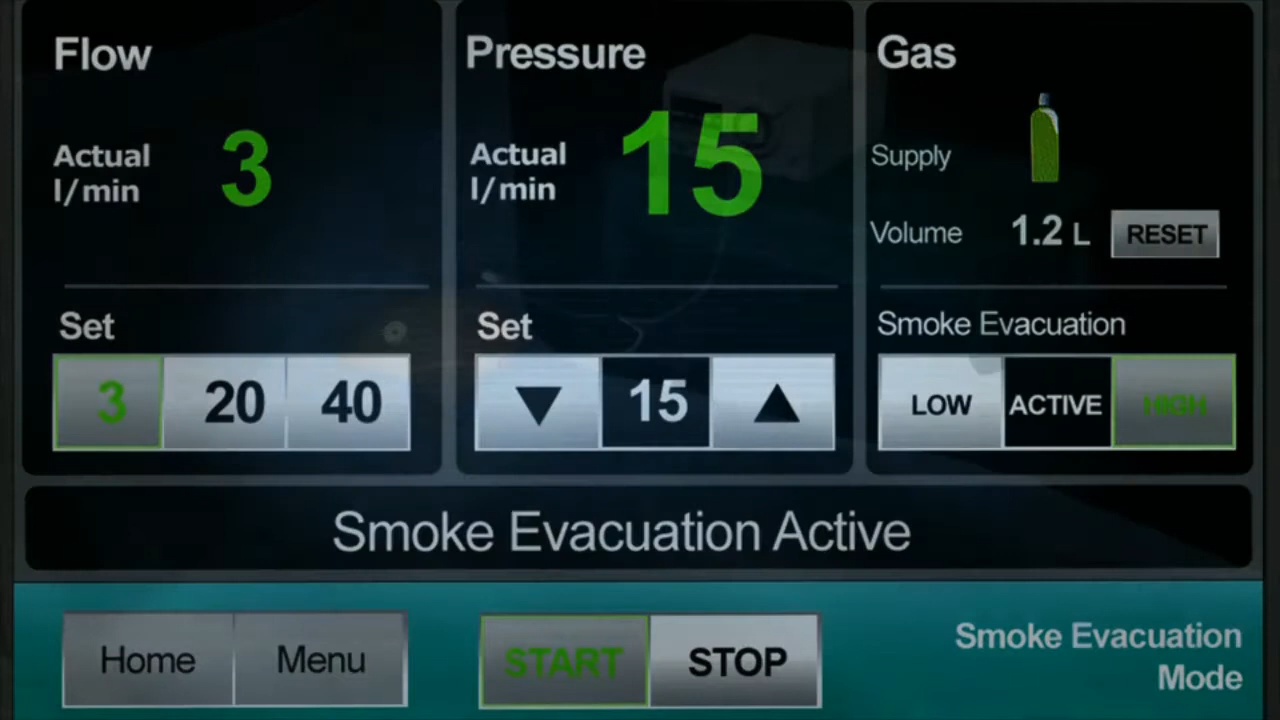 Flow
Actual
l/min
3
Set
3 20 40
Pressure
Actual
l/min
15
Set
15
Gas
Supply
Volume 1.2 L RESET
Smoke Evacuation
LOW ACTIVE HIGH
Smoke Evacuation Active
Home Menu START STOP
Smoke Evacuation
Mode